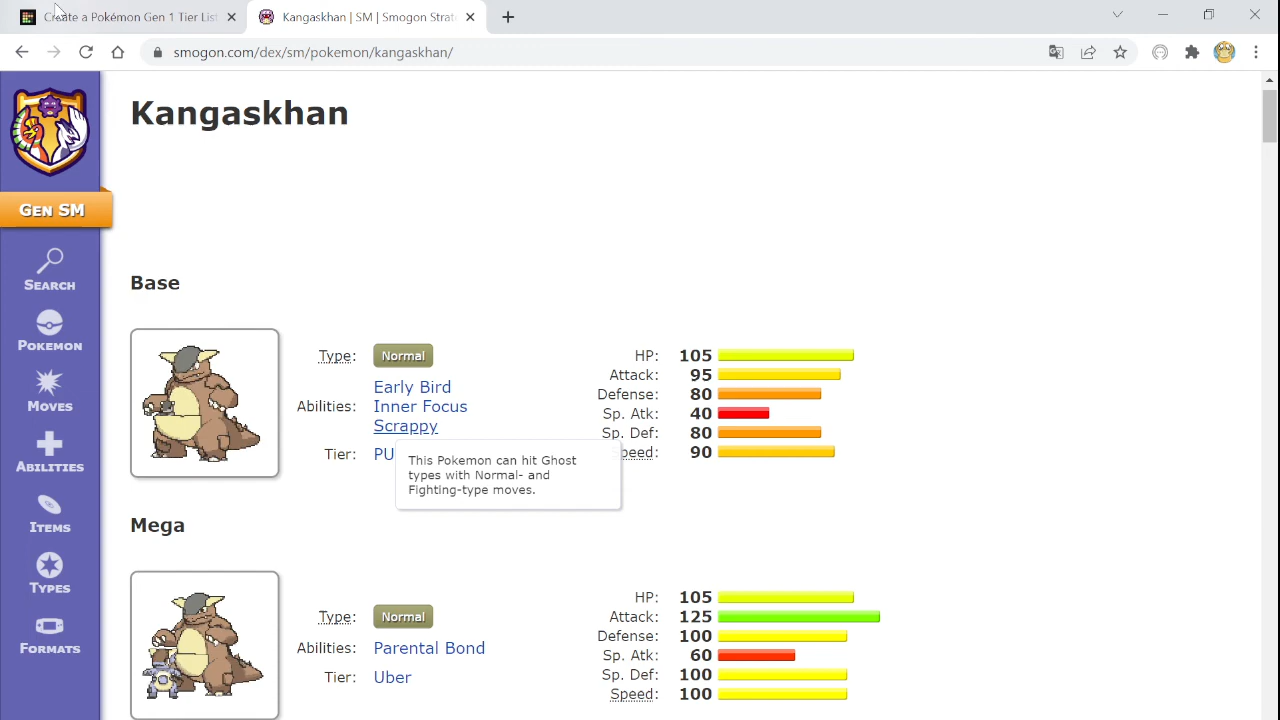 Create a Pokémon Gen 1 Tier List
Kangaskhan | SM | Smogon Strate
smogon.com/dex/sm/pokemon/kangaskhan/
Kangaskhan
GEN SM
SEARCH
POKEMON
MOVES
ABILITIES
ITEMS
TYPES
FORMATS
Base
Type: Normal
Abilities: Early Bird
Inner Focus
Scrappy
Tier: PU
This Pokemon can hit Ghost
types with Normal- and
Fighting-type moves.
HP: 105
Attack: 95
Defense: 80
Sp. Atk: 40
Sp. Def: 80
Speed: 90
Mega
Type: Normal
Abilities: Parental Bond
Tier: Uber
HP: 105
Attack: 125
Defense: 100
Sp. Atk: 60
Sp. Def: 100
Speed: 100